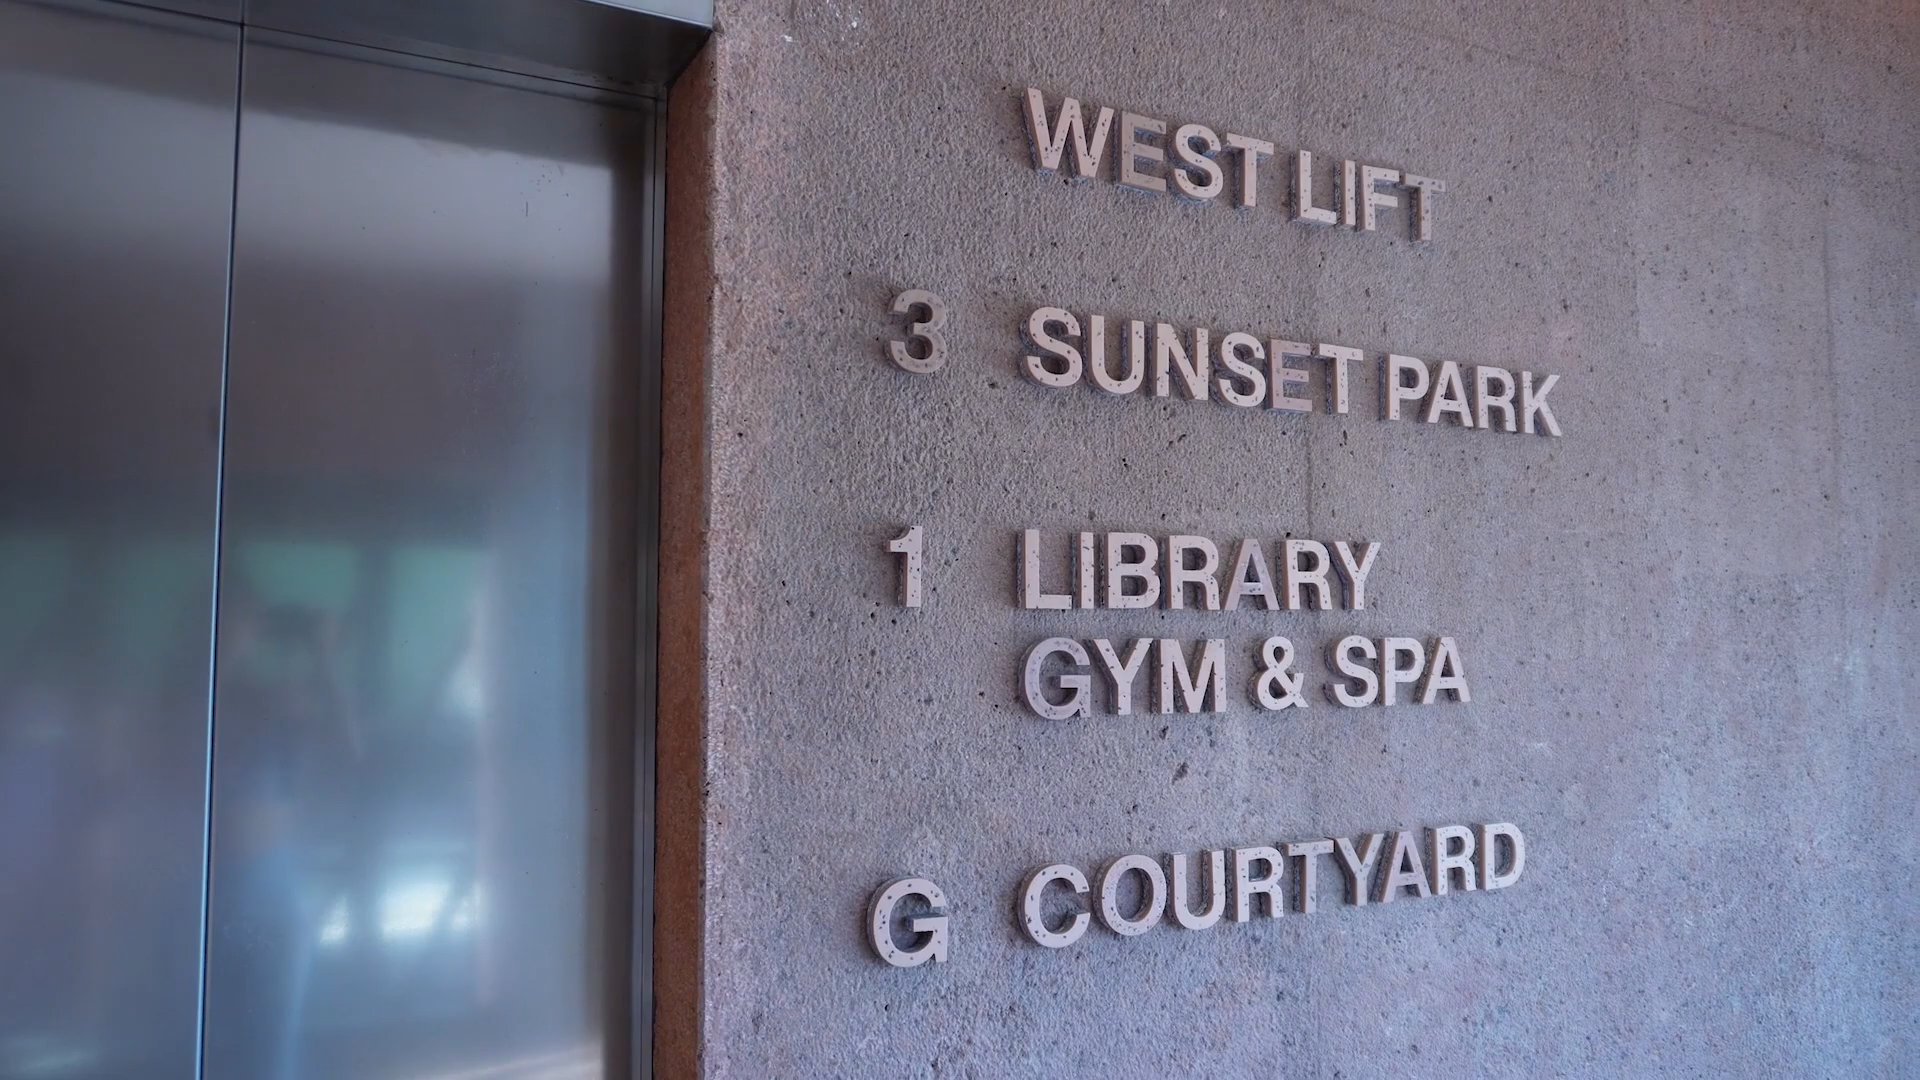 WEST LIFT
3 SUNSET PARK
1 LIBRARY
GYM & SPA
G COURTYARD